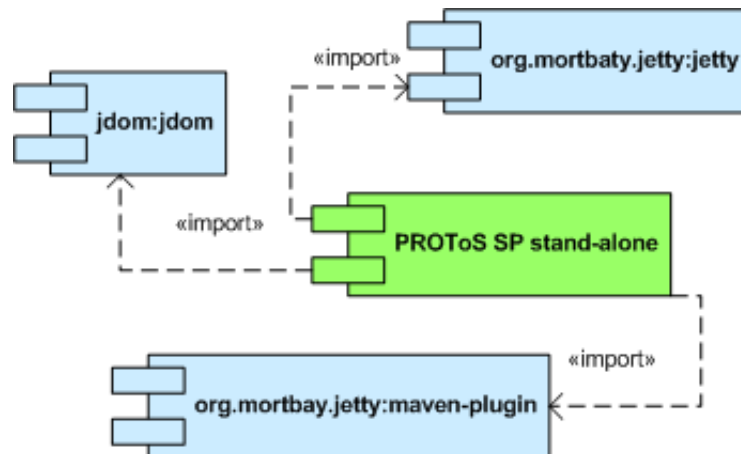 «import»
org.mortbaty.jetty:jetty
jdom:jdom
«import»
PROToS SP stand-alone
«import»
org.mortbay.jetty:maven-plugin